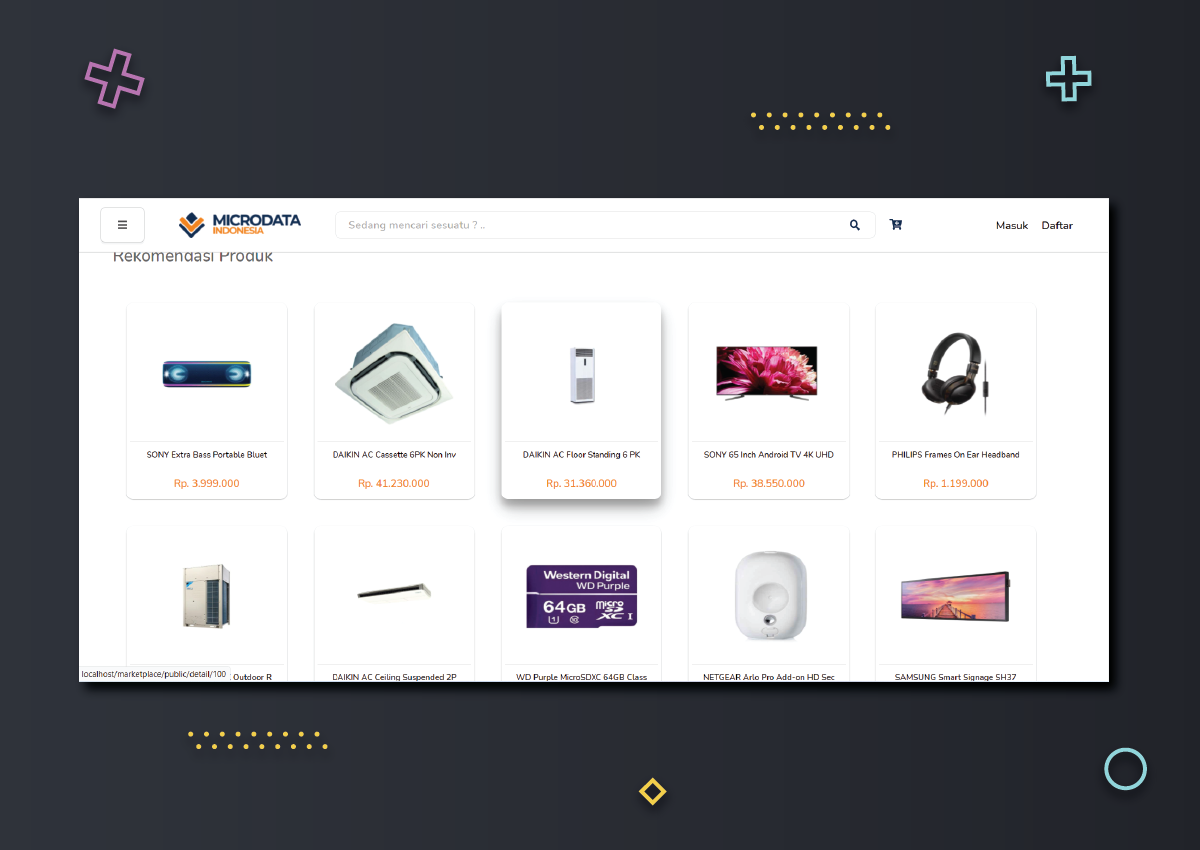 MICRODATA
INDONESIA
Sedang mencari sesuatu ? ..
Masuk Daftar
Rekomendasi Produk
SONY Extra Bass Portable Bluet
Rp. 3.999.000
DAIKIN AC Cassette 6PK Non Inv
Rp. 41.230.000
DAIKIN AC Floor Standing 6 PK
Rp. 31.360.000
SONY 65 Inch Android TV 4K UHD
Rp. 38.550.000
PHILIPS Frames On Ear Headband
Rp. 1.199.000
Western Digital
WD Purple
64GB micro SD XC I
localhost/marketplace/public/detail/100
Outdoor R
DAIKIN AC Ceiling Suspended 2P
WD Purple MicroSDXC 64GB Class
NETGEAR Arlo Pro Add-on HD Sec
SAMSUNG Smart Signage SH37